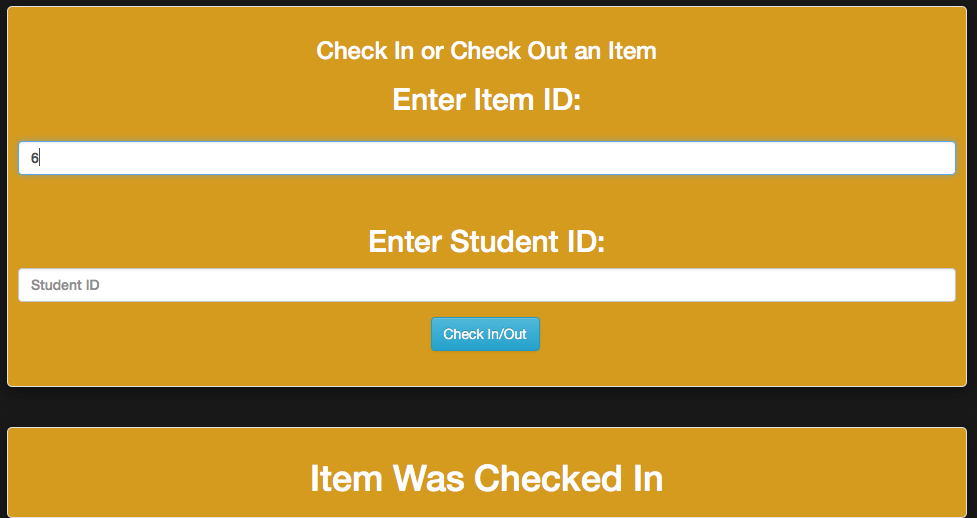 Check In or Check Out an Item
Enter Item ID:
6
Enter Student ID:
Student ID
Check In/Out
Item Was Checked In